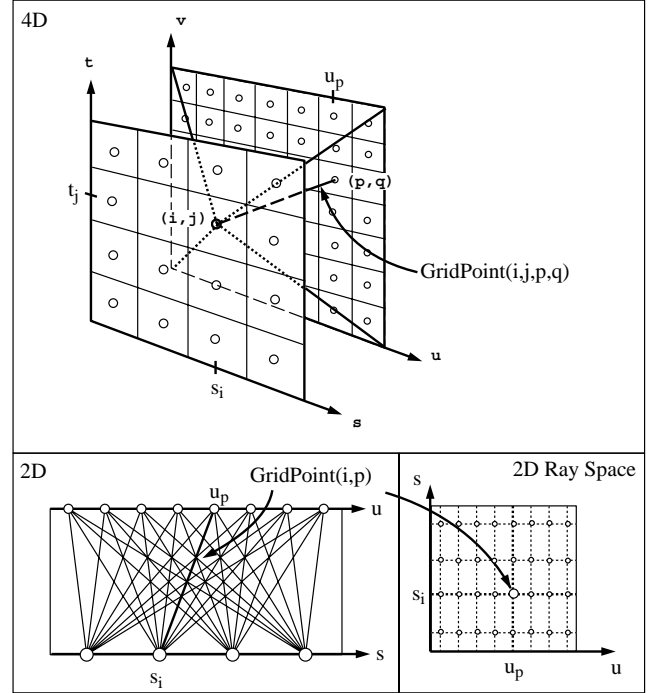 4D
v
t
u_p
(p,q)
t_j
(i,j)
GridPoint(i,j,p,q)
u
s_i
s
2D
GridPoint(i,p)
u_p
u
s
s_i
2D Ray Space
s
s_i
u_p
u